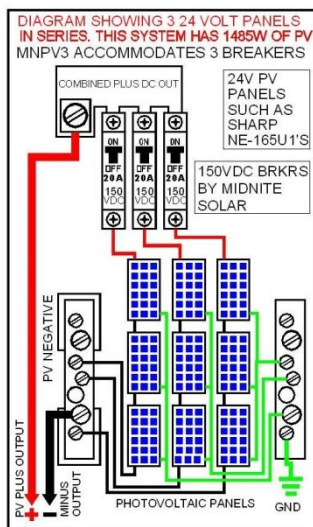 DIAGRAM SHOWING 3 24 VOLT PANELS
IN SERIES. THIS SYSTEM HAS 1485W OF PV
MNPV3 ACCOMMODATES 3 BREAKERS
COMBINED PLUS DC OUT
24V PV
PANELS
SUCH AS
SHARP
NE-165U1'S
ON
OFF
20A
150
VDC
ON
OFF
20A
150
VDC
ON
OFF
20A
150
VDC
150VDC BRKRS
BY MIDNITE
SOLAR
PV NEGATIVE
PV PLUS OUTPUT
+
MINUS
OUTPUT
−
PHOTOVOLTAIC PANELS
GND